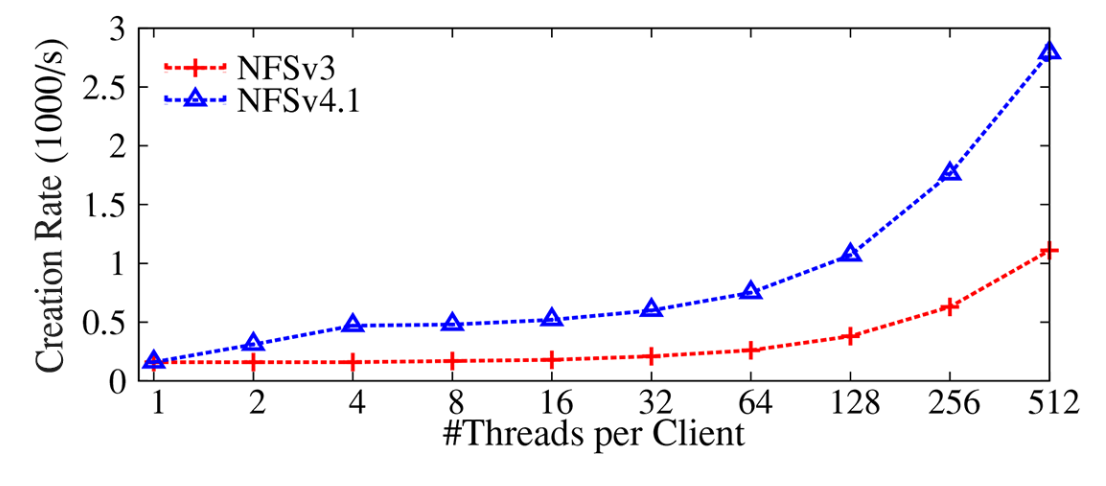 Creation Rate (1000/s)
3
2.5
2
1.5
1
0.5
0
NFSv3
NFSv4.1
1 2 4 8 16 32 64 128 256 512
#Threads per Client